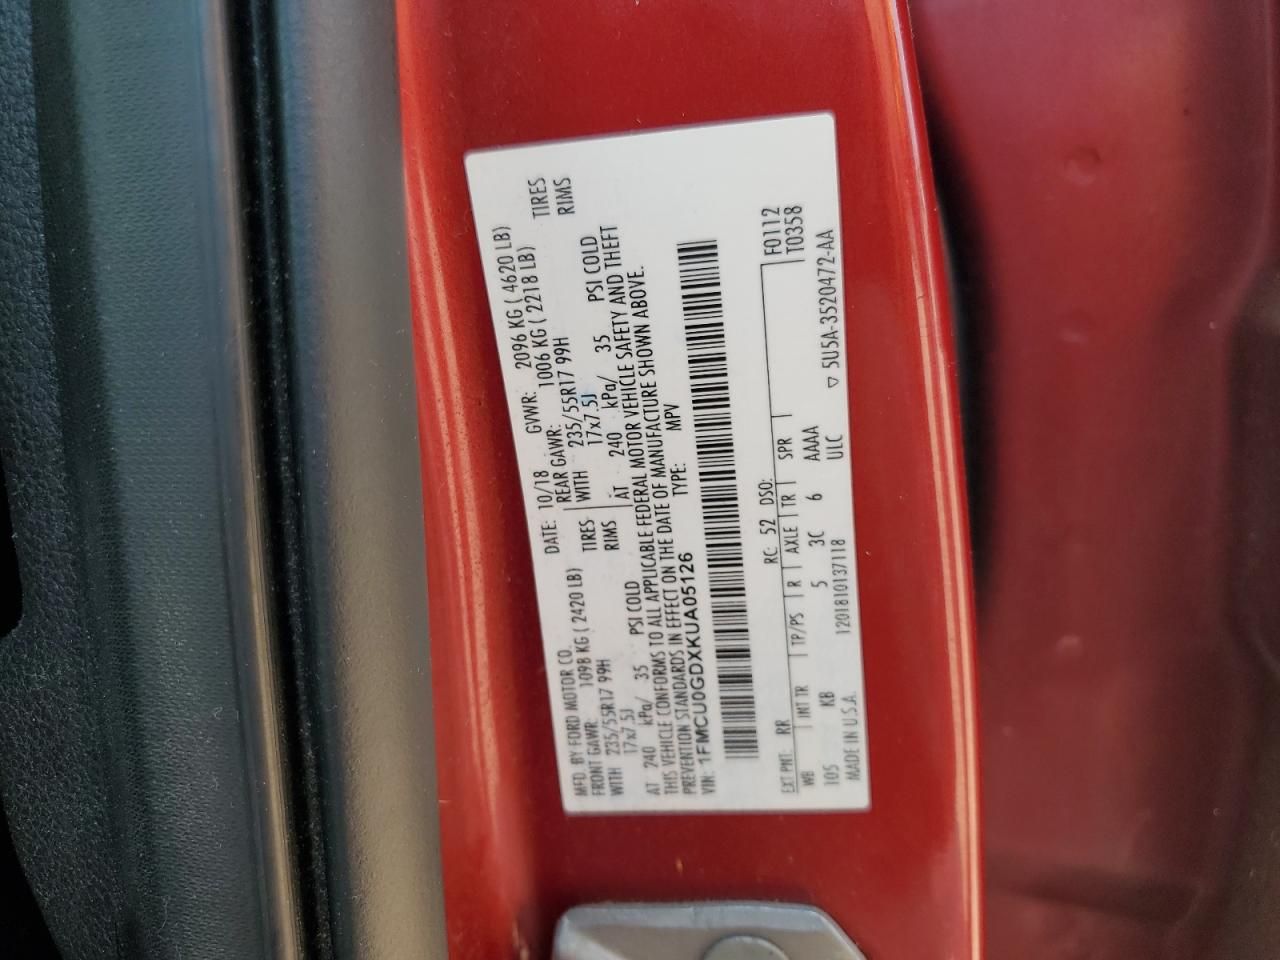 MFD. BY FORD MOTOR CO. DATE: 10/18 GVWR: 2096 KG ( 4620 LB)
FRONT GAWR: 1098 KG ( 2420 LB) REAR GAWR: 1006 KG ( 2218 LB)
WITH 235/55R17 99H TIRES WITH 235/55R17 99H TIRES
17x7.5J RIMS 17x7.5J RIMS
AT 240 kPa/ 35 PSI COLD AT 240 kPa/ 35 PSI COLD
THIS VEHICLE CONFORMS TO ALL APPLICABLE FEDERAL MOTOR VEHICLE SAFETY AND THEFT
PREVENTION STANDARDS IN EFFECT ON THE DATE OF MANUFACTURE SHOWN ABOVE.
VIN: 1FMCU0GDXKUA05126 TYPE: MPV
EXT PNT: RR RC: 52 DSO: F0112
WB INT TR TP/PS R AXLE TR SPR T0358
105 KB 5 3C 6 AAAA
MADE IN U.S.A. 1201810137118 ULC ▽ 5U5A-3520472-AA